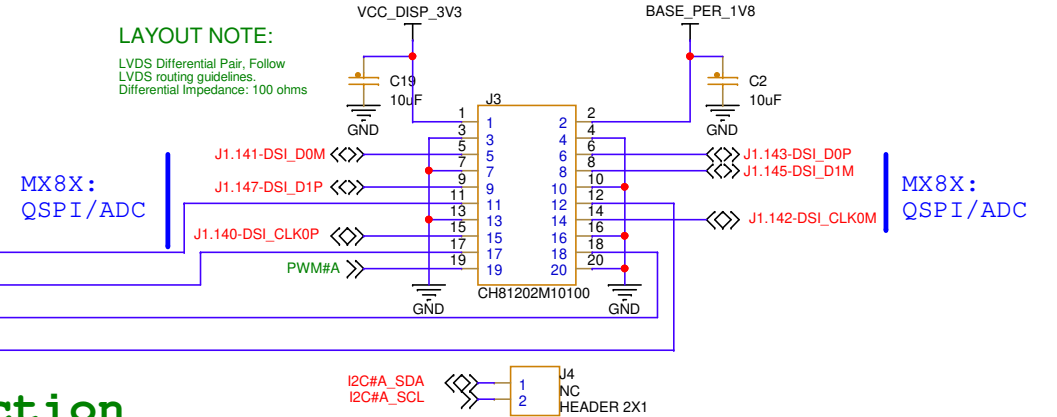 VCC_DISP_3V3
BASE_PER_1V8
LAYOUT NOTE:
LVDS Differential Pair, Follow
LVDS routing guidelines.
Differential Impedance: 100 ohms
C19
10uF
GND
C2
10uF
GND
J3
1 1 2 2
3 3 4 4
J1.141-DSI_D0M 5 5 6 6 J1.143-DSI_D0P
7 7 8 8 J1.145-DSI_D1M
J1.147-DSI_D1P 9 9 10 10
11 11 12 12
13 13 14 14 J1.142-DSI_CLK0M
J1.140-DSI_CLK0P 15 15 16 16
17 17 18 18
PWM#A 19 19 20 20
MX8X:
QSPI/ADC
MX8X:
QSPI/ADC
CH81202M10100
GND
GND
J4
I2C#A_SDA 1 NC
I2C#A_SCL 2 HEADER 2X1